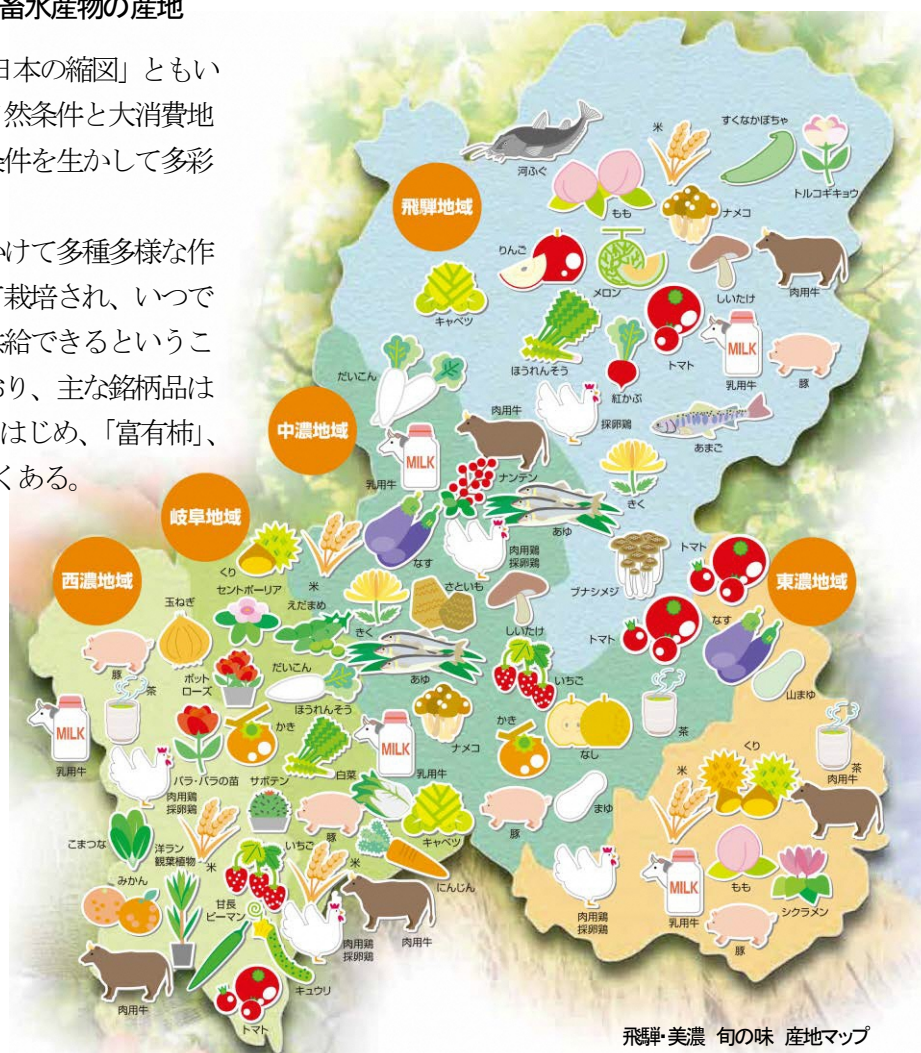 畜水産物の産地
日本の縮図」ともい
然条件と大消費地
条件を生かして多彩
かけて多種多様な作
て栽培され、いつで
供給できるというこ
おり、主な銘柄品は
はじめ、「富有柿」、
くある。
飛騨地域
河ふぐ
もも
米
すくなかぼちゃ
トルコギキョウ
ナメコ
りんご
メロン
しいたけ
肉用牛
キャベツ
ほうれんそう
紅かぶ
トマト
MILK
乳用牛
豚
採卵鶏
あまご
きく
ブナシメジ
トマト
中濃地域
だいこん
MILK
乳用牛
肉用牛
ナンテン
あゆ
米
なす
肉用鶏
採卵鶏
きく
さといも
しいたけ
あゆ
いちご
ナメコ
かき
なし
茶
キャベツ
豚
まゆ
肉用鶏
採卵鶏
岐阜地域
くり
セントポーリア
えだまめ
だいこん
ほうれんそう
ポット
ローズ
バラ・バラの苗
かき
サボテン
白菜
MILK
乳用牛
豚
いちご
米
にんじん
肉用鶏
採卵鶏
肉用牛
西濃地域
玉ねぎ
豚
茶
MILK
乳用牛
肉用鶏
採卵鶏
こまつな
洋ラン
観葉植物
米
みかん
甘長
ピーマン
キュウリ
肉用牛
トマト
東濃地域
トマト
なす
山まゆ
茶
肉用牛
米
くり
もも
シクラメン
MILK
乳用牛
豚
飛騨・美濃 旬の味 産地マップ